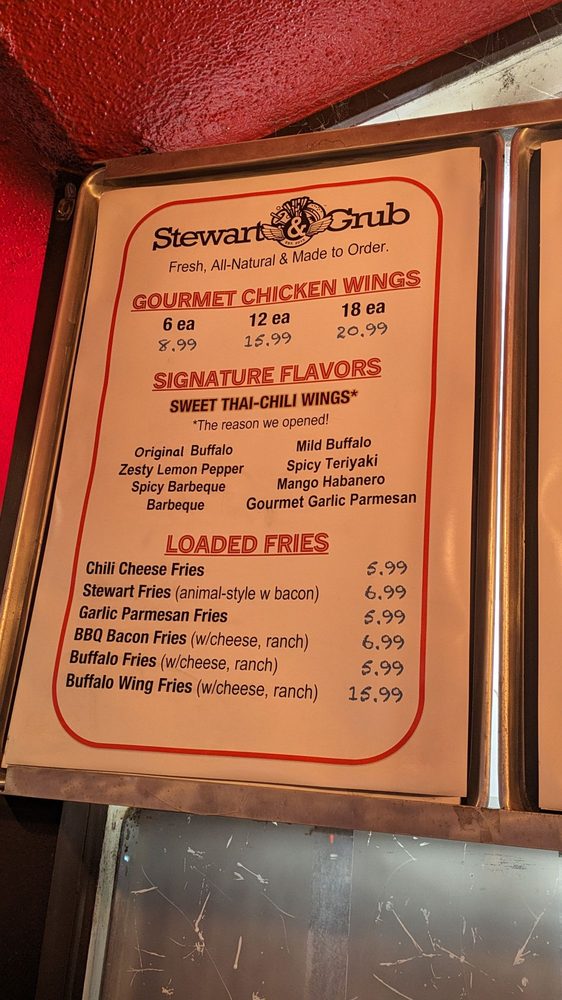 Stewart & Grub
Fresh, All-Natural & Made to Order.
GOURMET CHICKEN WINGS
6 ea 12 ea 18 ea
8.99 15.99 20.99
SIGNATURE FLAVORS
SWEET THAI-CHILI WINGS*
*The reason we opened!
Original Buffalo Mild Buffalo
Zesty Lemon Pepper Spicy Teriyaki
Spicy Barbeque Mango Habanero
Barbeque Gourmet Garlic Parmesan
LOADED FRIES
Chili Cheese Fries 5.99
Stewart Fries (animal-style w bacon) 6.99
Garlic Parmesan Fries 5.99
BBQ Bacon Fries (w/cheese, ranch) 6.99
Buffalo Fries (w/cheese, ranch) 5.99
Buffalo Wing Fries (w/cheese, ranch) 15.99